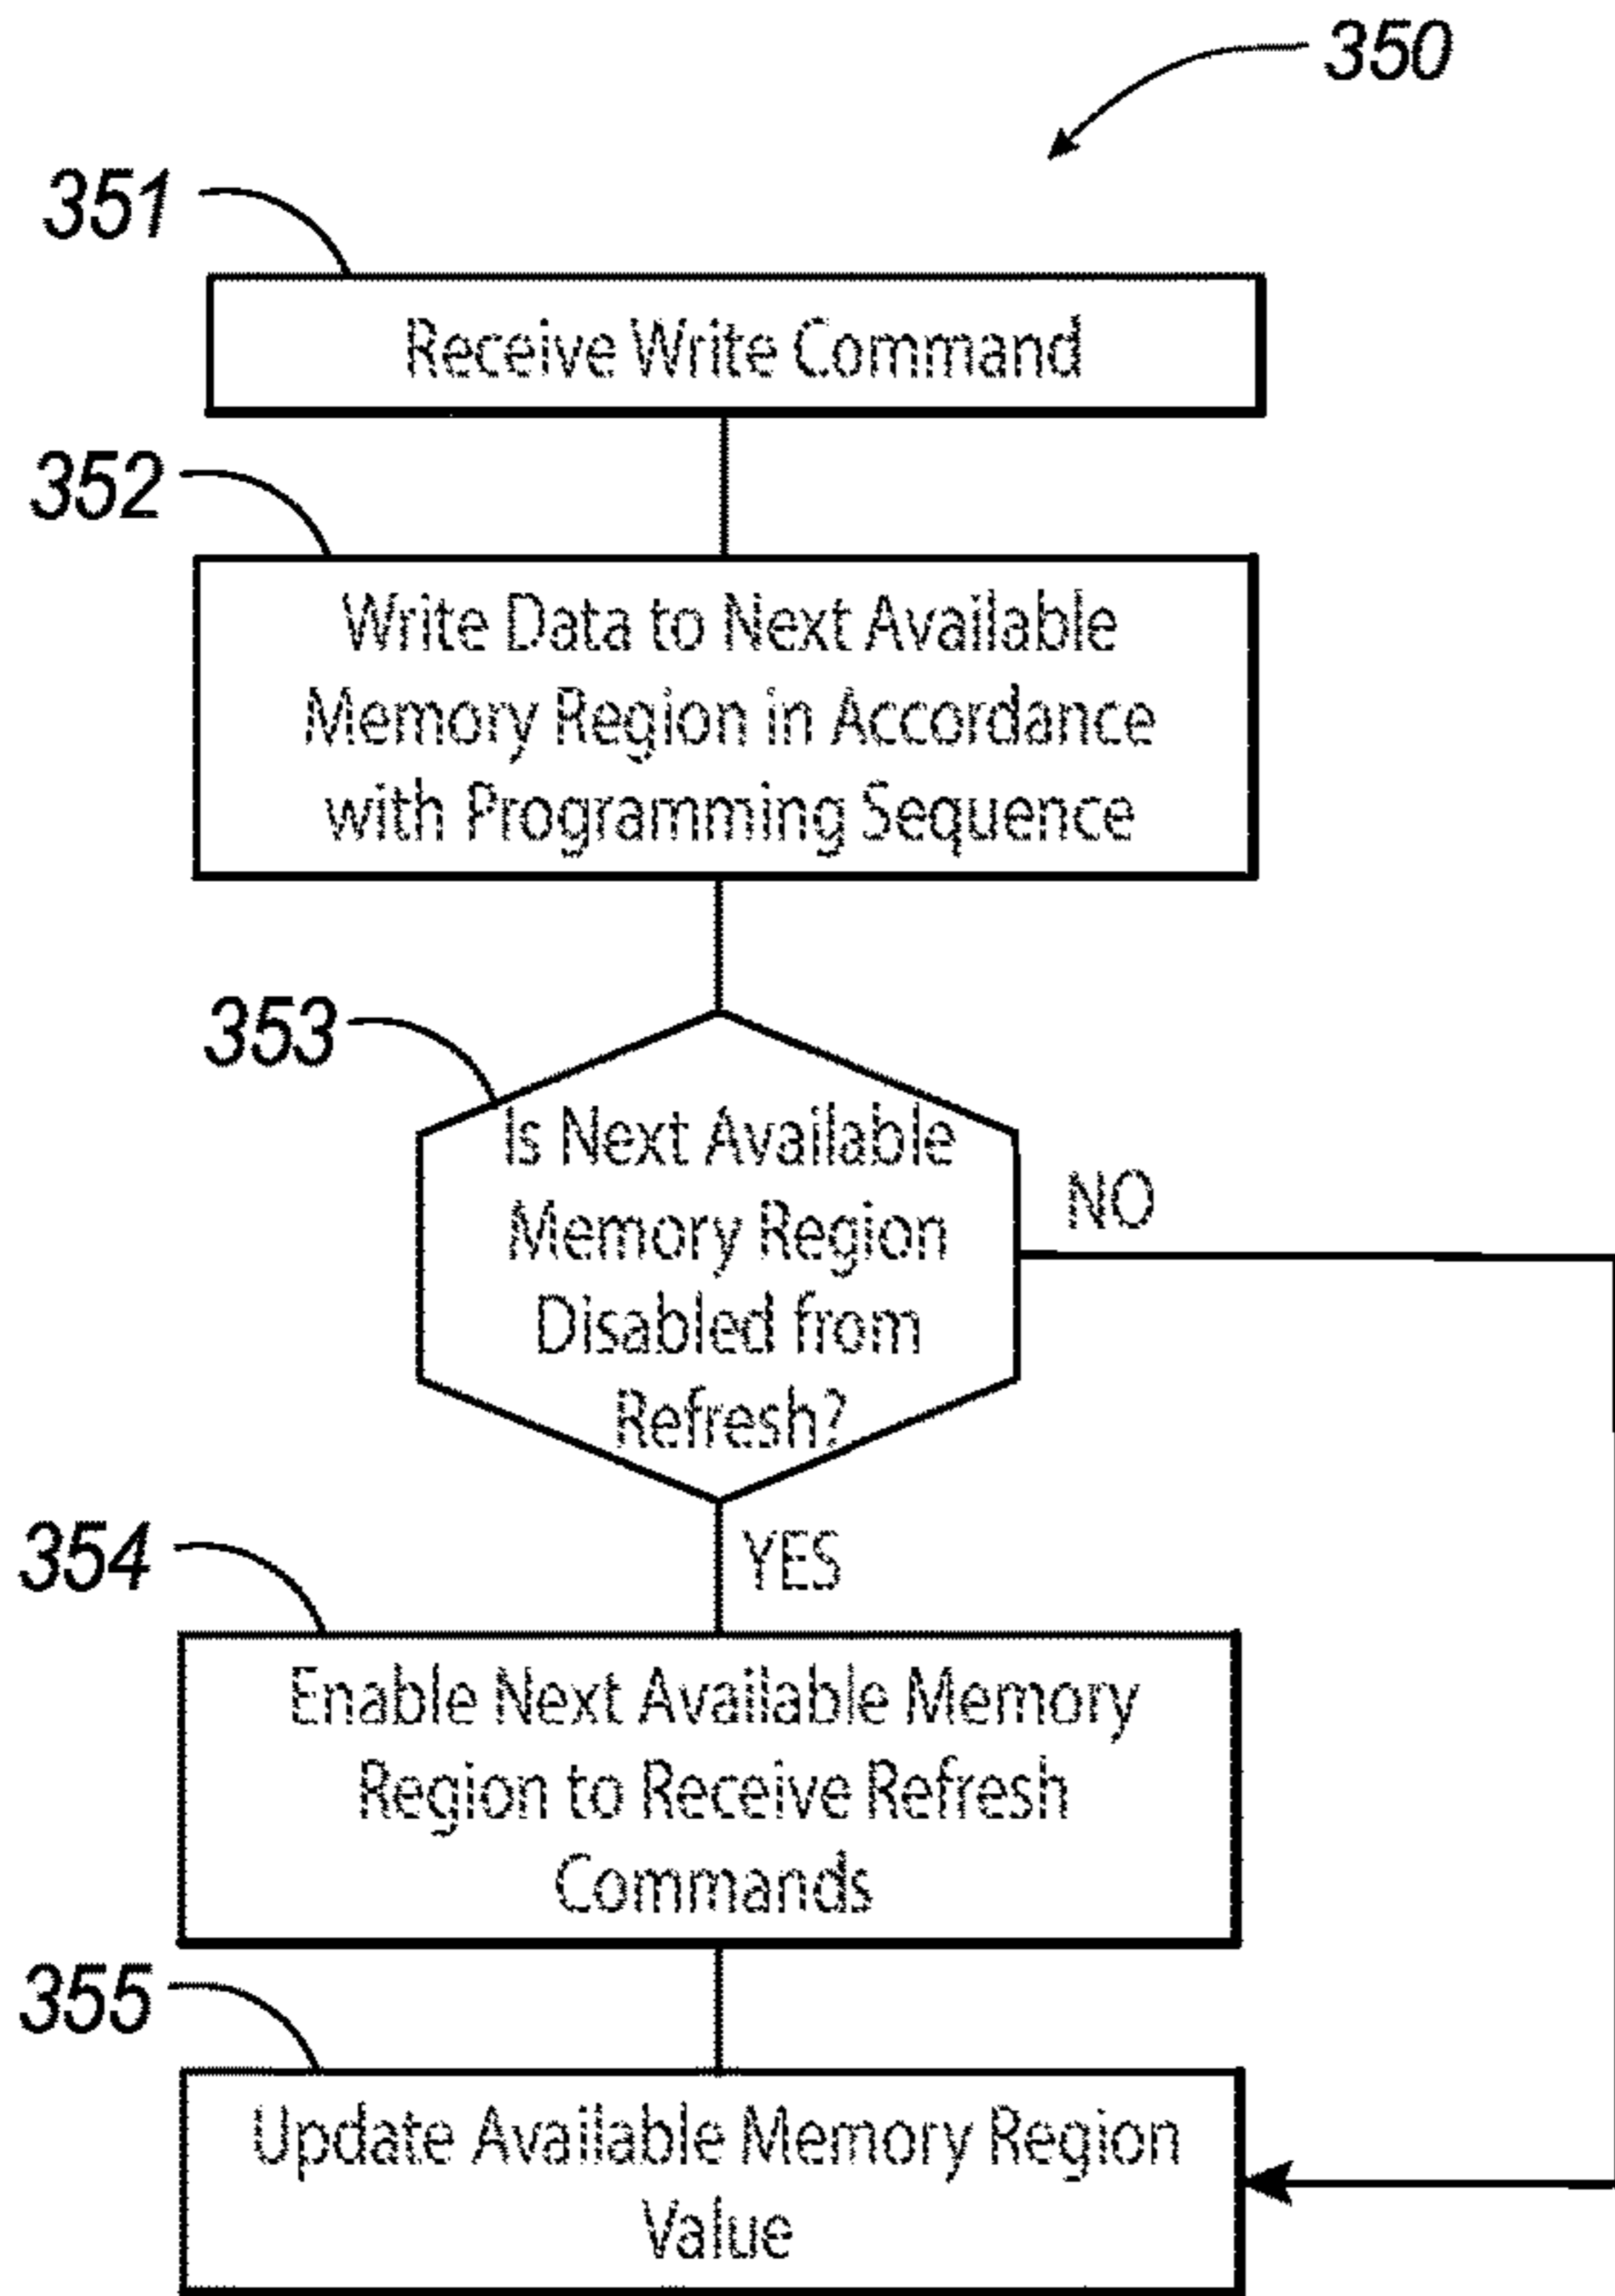 350
351
Receive Write Command
352
Write Data to Next Available
Memory Region in Accordance
with Programming Sequence
353
Is Next Available
Memory Region
Disabled from
Refresh?
NO
YES
354
Enable Next Available Memory
Region to Receive Refresh
Commands
355
Update Available Memory Region
Value